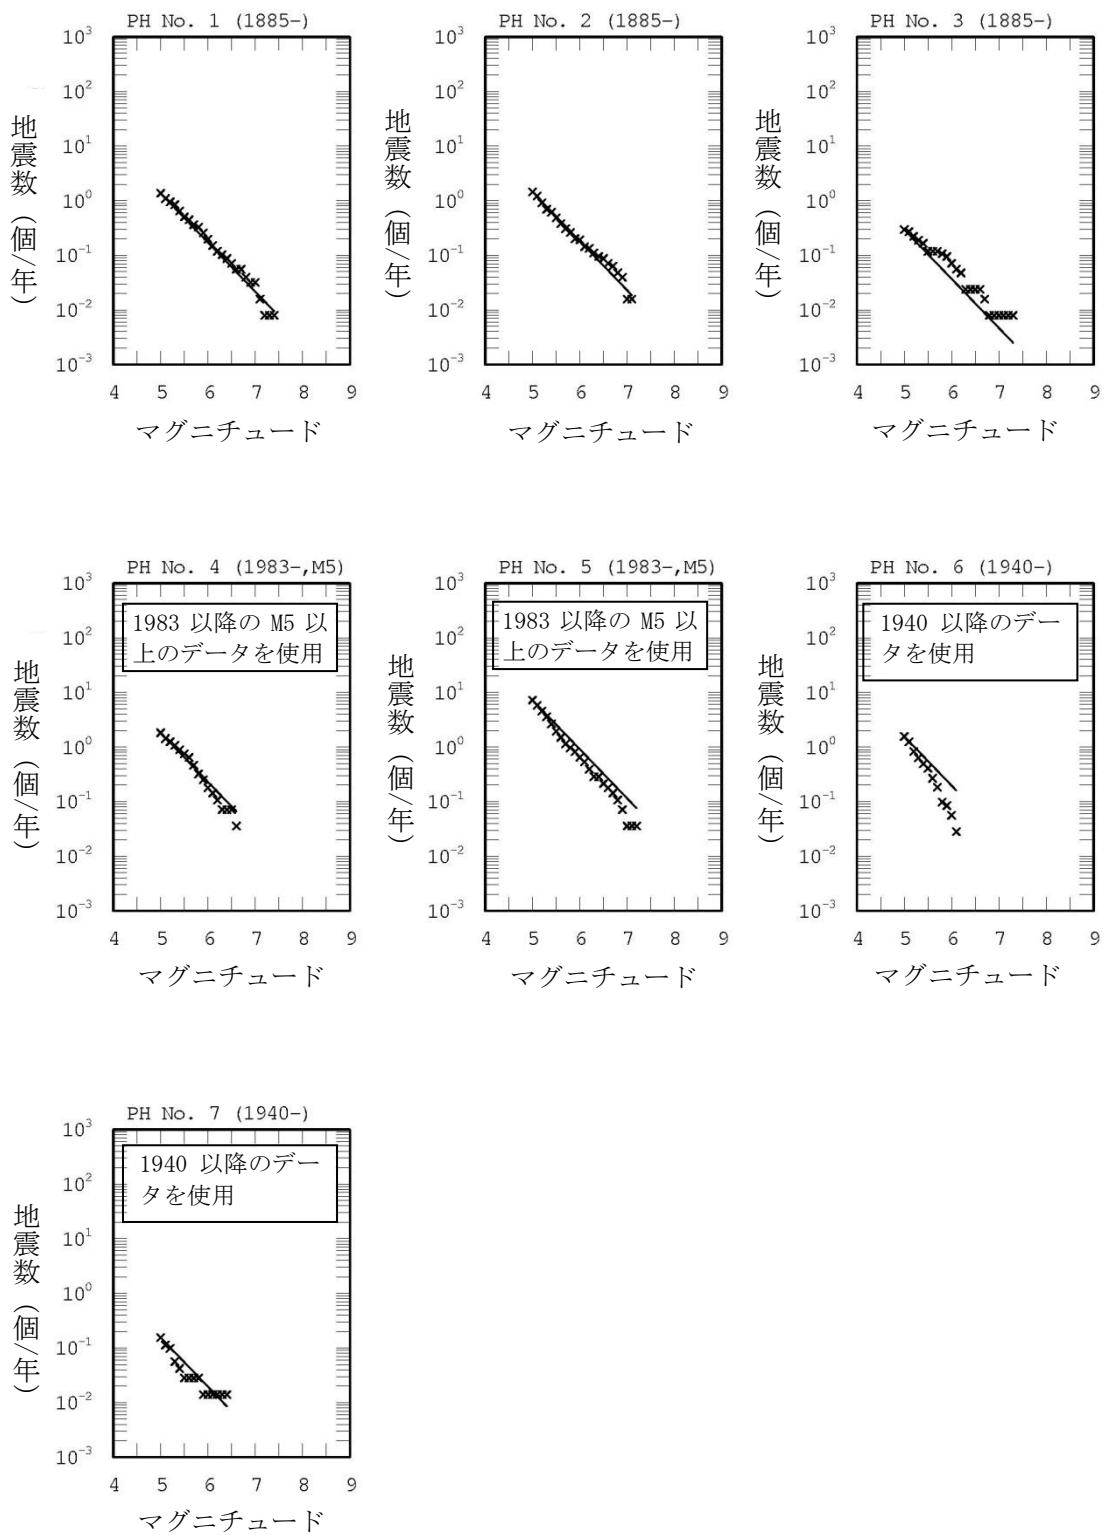 PH No. 1 (1885-)
10³
10²
10¹
10⁰
10⁻¹
10⁻²
10⁻³
地震数(個/年)
4 5 6 7 8 9
マグニチュード
PH No. 2 (1885-)
10³
10²
10¹
10⁰
10⁻¹
10⁻²
10⁻³
地震数(個/年)
4 5 6 7 8 9
マグニチュード
PH No. 3 (1885-)
10³
10²
10¹
10⁰
10⁻¹
10⁻²
10⁻³
地震数(個/年)
4 5 6 7 8 9
マグニチュード
PH No. 4 (1983-,M5)
1983 以降の M5 以
上のデータを使用
10³
10²
10¹
10⁰
10⁻¹
10⁻²
10⁻³
地震数(個/年)
4 5 6 7 8 9
マグニチュード
PH No. 5 (1983-,M5)
1983 以降の M5 以
上のデータを使用
10³
10²
10¹
10⁰
10⁻¹
10⁻²
10⁻³
地震数(個/年)
4 5 6 7 8 9
マグニチュード
PH No. 6 (1940-)
1940 以降のデー
タを使用
10³
10²
10¹
10⁰
10⁻¹
10⁻²
10⁻³
地震数(個/年)
4 5 6 7 8 9
マグニチュード
PH No. 7 (1940-)
1940 以降のデー
タを使用
10³
10²
10¹
10⁰
10⁻¹
10⁻²
10⁻³
地震数(個/年)
4 5 6 7 8 9
マグニチュード